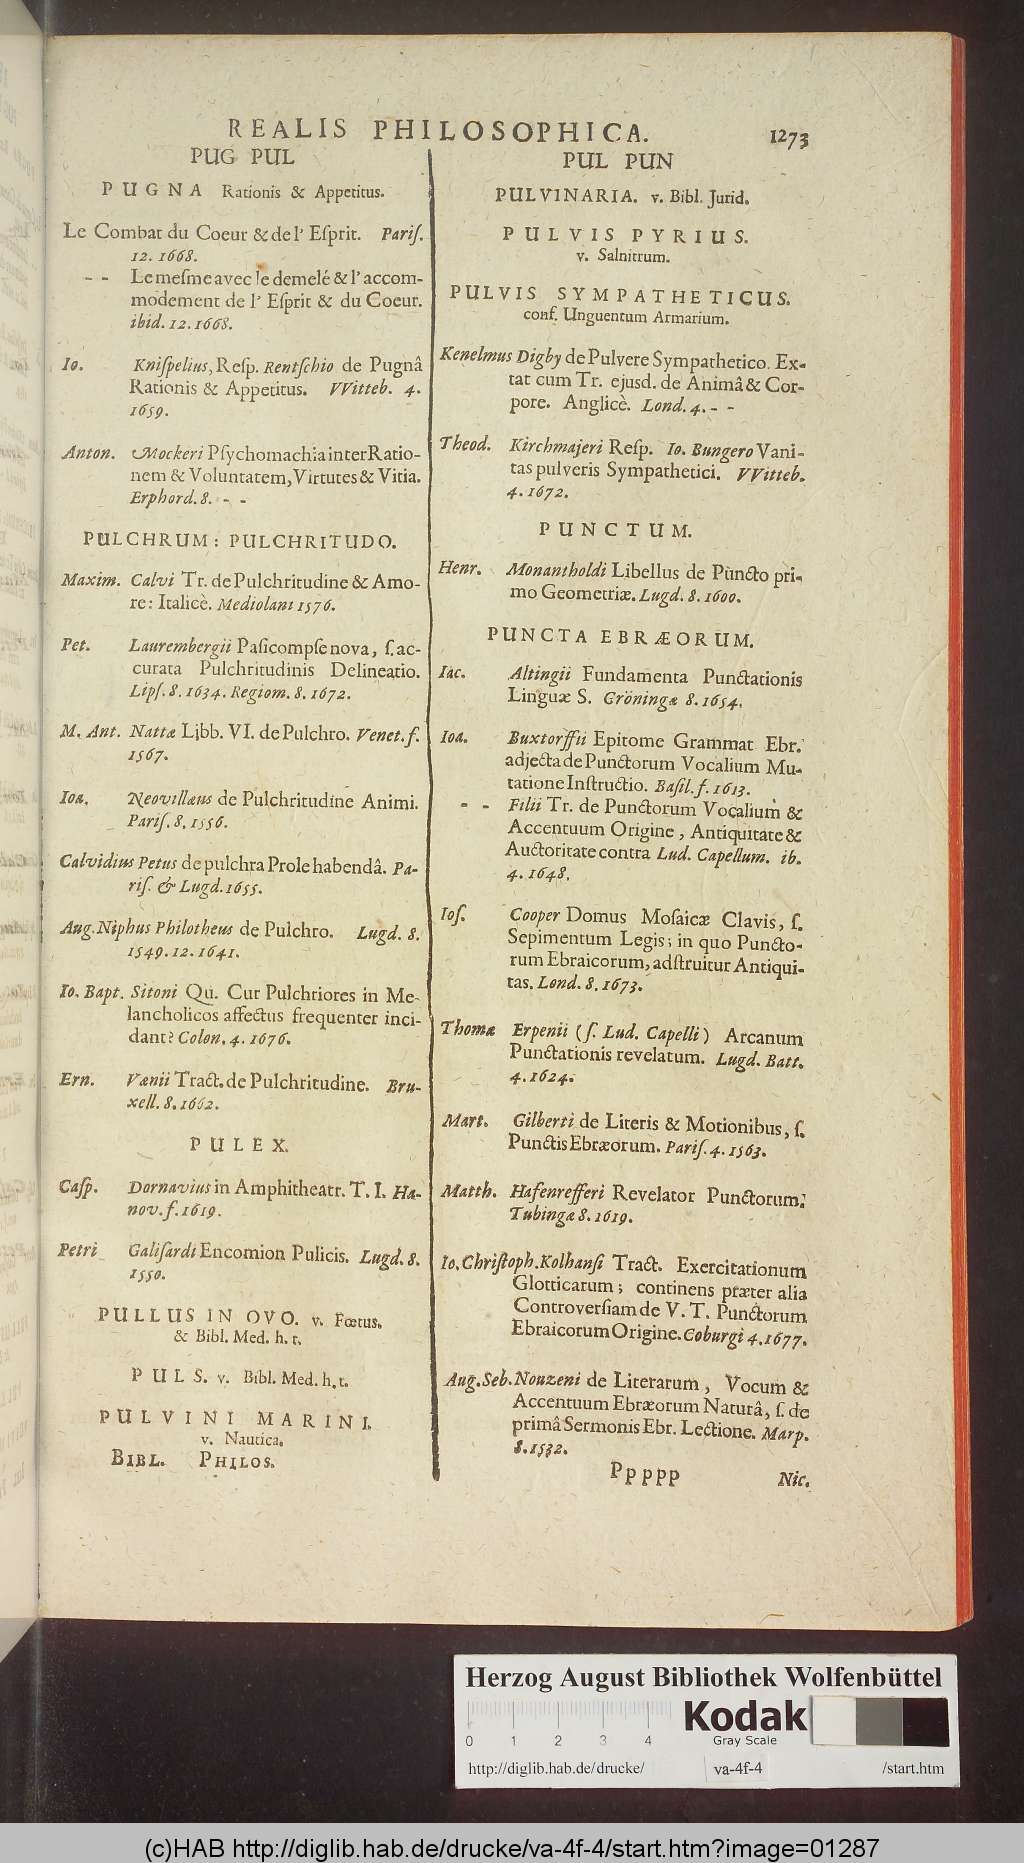 REALIS PHILOSOPHICA. 1273
PUG PUL
PUGNA Rationis & Appetitus.
Le Combat du Coeur & de l' Eſprit. Pariſ.
12. 1668.
- - Le meſme avec le demelé & l' accom-
modement de l' Eſprit & du Coeur.
ibid. 12. 1668.
Io. Kniſpelius, Reſp. Rentſchio de Pugnâ
Rationis & Appetitus. VVitteb. 4.
1659.
Anton. Mockeri Pſychomachia inter Ratio-
nem & Voluntatem, Virtutes & Vitia.
Erphord. 8. - -
PULCHRUM: PULCHRITUDO.
Maxim. Calvi Tr. de Pulchritudine & Amo-
re: Italicè. Mediolani 1576.
Pet. Laurembergii Paſicompſe nova, ſ. ac-
curata Pulchritudinis Delineatio.
Lipſ. 8. 1634. Regiom. 8. 1672.
M. Ant. Nattæ Libb. VI. de Pulchro. Venet. f.
1567.
Ioa. Neovillæus de Pulchritudine Animi.
Pariſ. 8. 1556.
Calvidius Petus de pulchra Prole habendâ. Pa-
riſ. & Lugd. 1655.
Aug. Niphus Philotheus de Pulchro. Lugd. 8.
1549. 12. 1641.
Io. Bapt. Sitoni Qu. Cur Pulchriores in Me-
lancholicos affectus frequenter inci-
dant? Colon. 4. 1676.
Ern. Vænii Tract. de Pulchritudine. Bru-
xell. 8. 1662.
PULEX.
Caſp. Dornavius in Amphitheatr. T. I. Ha-
nov. f. 1619.
Petri Galiſardi Encomion Pulicis. Lugd. 8.
1550.
PULLUS IN OVO. v. Fœtus.
& Bibl. Med. h. t.
PULS. v. Bibl. Med. h. t.
PULVINI MARINI.
v. Nautica.
BIBL. PHILOS.
PUL PUN
PULVINARIA. v. Bibl. Jurid.
PULVIS PYRIUS.
v. Salnitrum.
PULVIS SYMPATHETICUS.
conf. Unguentum Armarium.
Kenelmus Digby de Pulvere Sympathetico. Ex-
tat cum Tr. ejusd. de Animâ & Cor-
pore. Anglicè. Lond. 4. - -
Theod. Kirchmajeri Reſp. Io. Bungero Vani-
tas pulveris Sympathetici. VVitteb.
4. 1672.
PUNCTUM.
Henr. Monantholdi Libellus de Puncto pri-
mo Geometriæ. Lugd. 8. 1600.
PUNCTA EBRÆORUM.
Iac. Altingii Fundamenta Punctationis
Linguæ S. Gröningæ 8. 1654.
Ioa. Buxtorffii Epitome Grammat Ebr.
adjecta de Punctorum Vocalium Mu-
tatione Inſtructio. Baſil. f. 1613.
- - Filii Tr. de Punctorum Vocalium &
Accentuum Origine, Antiquitate &
Auctoritate contra Lud. Capellum. ib.
4. 1648.
Ioſ. Cooper Domus Moſaicæ Clavis, ſ.
Sepimentum Legis; in quo Puncto-
rum Ebraicorum, adſtruitur Antiqui-
tas. Lond. 8. 1673.
Thomæ Erpenii (ſ. Lud. Capelli) Arcanum
Punctationis revelatum. Lugd. Batt.
4. 1624.
Mart. Gilberti de Literis & Motionibus, ſ.
Punctis Ebræorum. Pariſ. 4. 1563.
Matth. Hafenrefferi Revelator Punctorum.
Tubingæ 8. 1619.
Io. Chriſtoph. Kolhanſi Tract. Exercitationum
Glotticarum; continens præter alia
Controverſiam de V. T. Punctorum
Ebraicorum Origine. Coburgi 4. 1677.
Aug. Seb. Nouzeni de Literarum, Vocum &
Accentuum Ebræorum Naturâ, ſ. de
primâ Sermonis Ebr. Lectione. Marp.
8. 1532.
Ppppp Nic.
Herzog August Bibliothek Wolfenbüttel
0 1 2 3 4
Kodak
Gray Scale
http://diglib.hab.de/drucke/ va-4f-4 /start.htm
(c)HAB http://diglib.hab.de/drucke/va-4f-4/start.htm?image=01287